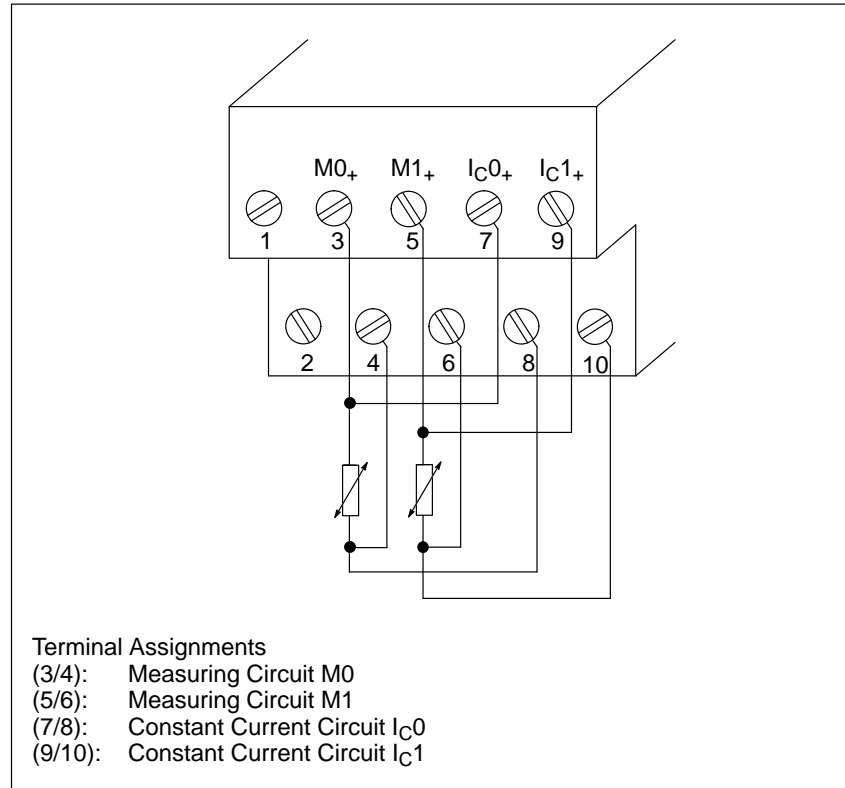 M0+ M1+ IC0+ IC1+
1 3 5 7 9
2 4 6 8 10
Terminal Assignments
(3/4): Measuring Circuit M0
(5/6): Measuring Circuit M1
(7/8): Constant Current Circuit IC0
(9/10): Constant Current Circuit IC1